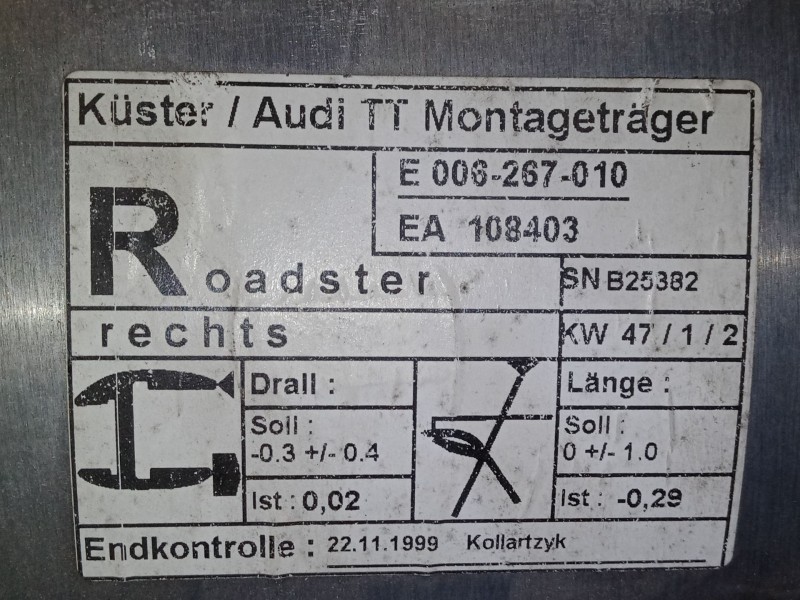 Küster / Audi TT Montageträger
E 006-267-010
EA 108403
Roadster
SN B25382
rechts
KW 47 / 1 / 2
Drall :
Länge :
Soll :
-0.3 +/- 0.4
Soll :
0 +/- 1.0
Ist : 0,02
Ist : -0,29
Endkontrolle : 22.11.1999 Kollartzyk